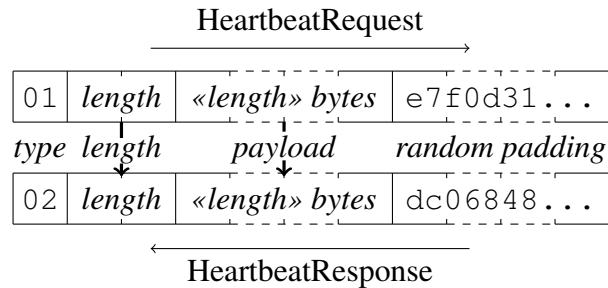 HeartbeatRequest
01 length «length» bytes e7f0d31...
type length payload random padding
02 length «length» bytes dc06848...
HeartbeatResponse